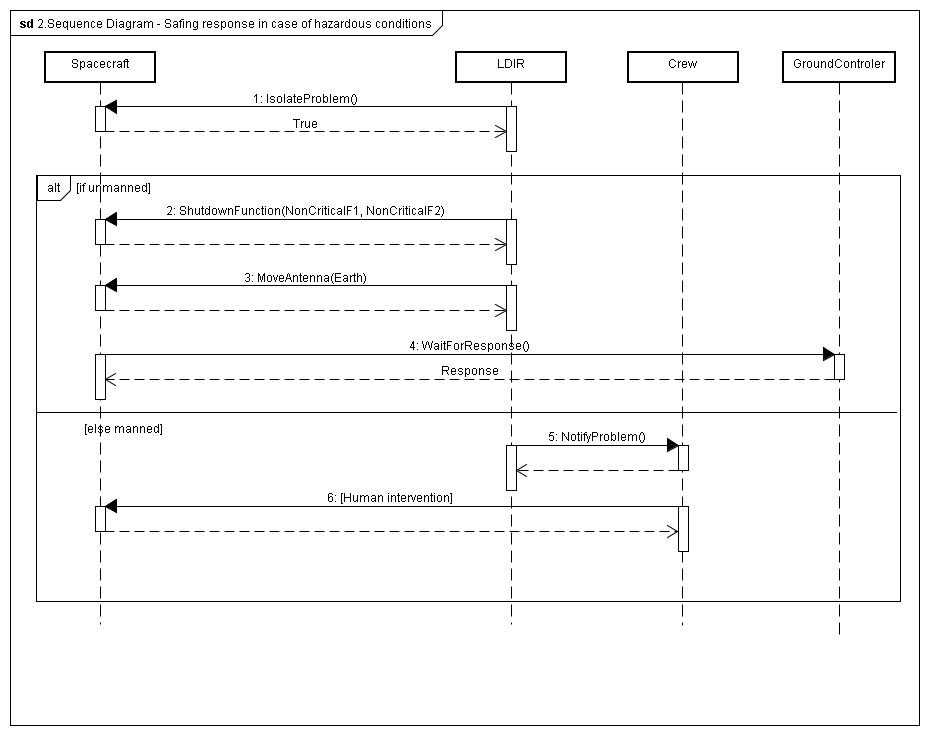 sd 2.Sequence Diagram - Safing response in case of hazardous conditions
Spacecraft
LDIR
Crew
GroundControler
1: IsolateProblem()
True
alt
[if unmanned]
2: ShutdownFunction(NonCriticalF1, NonCriticalF2)
3: MoveAntenna(Earth)
4: WaitForResponse()
Response
[else manned]
5: NotifyProblem()
6: [Human intervention]